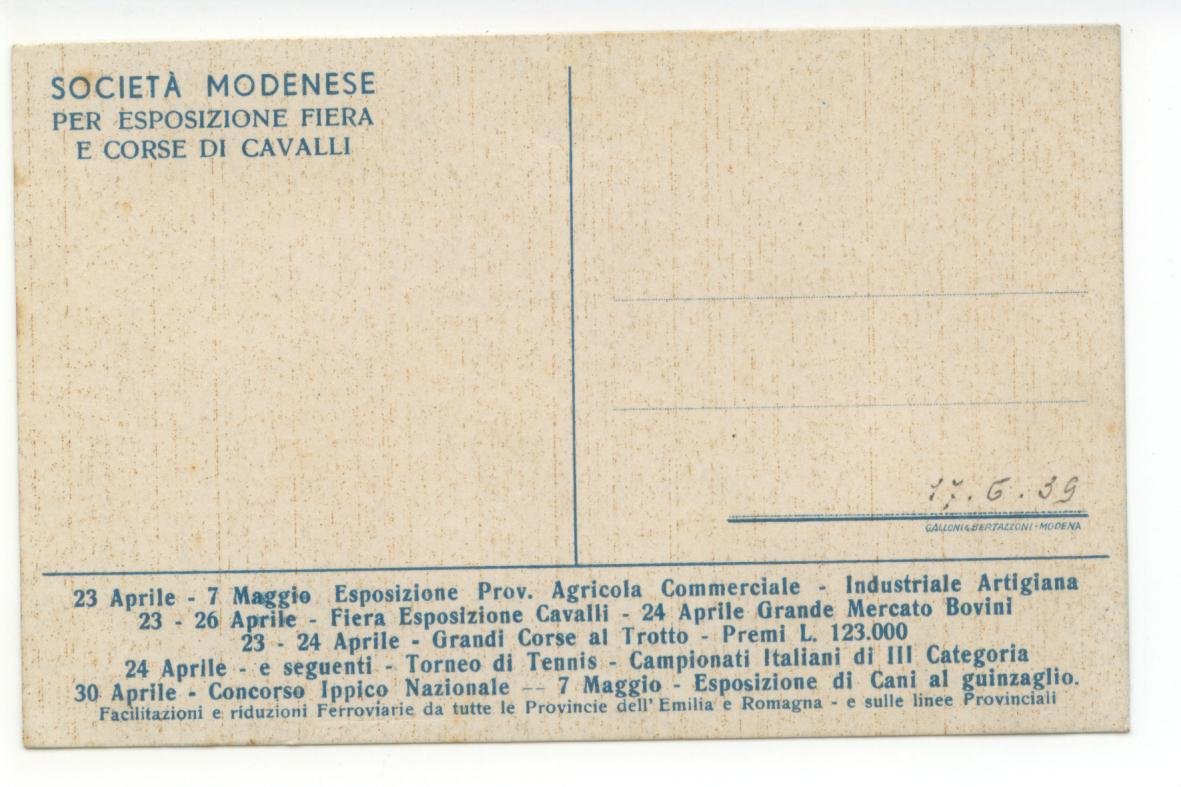 SOCIETÀ MODENESE
PER ESPOSIZIONE FIERA
E CORSE DI CAVALLI
17.6.39
GALLONI & BERTAZZONI - MODENA
23 Aprile - 7 Maggio Esposizione Prov. Agricola Commerciale - Industriale Artigiana
23 - 26 Aprile - Fiera Esposizione Cavalli - 24 Aprile Grande Mercato Bovini
23 - 24 Aprile - Grandi Corse al Trotto - Premi L. 123.000
24 Aprile - e seguenti - Torneo di Tennis - Campionati Italiani di III Categoria
30 Aprile - Concorso Ippico Nazionale — 7 Maggio - Esposizione di Cani al guinzaglio.
Facilitazioni e riduzioni Ferroviarie da tutte le Provincie dell'Emilia e Romagna - e sulle linee Provinciali